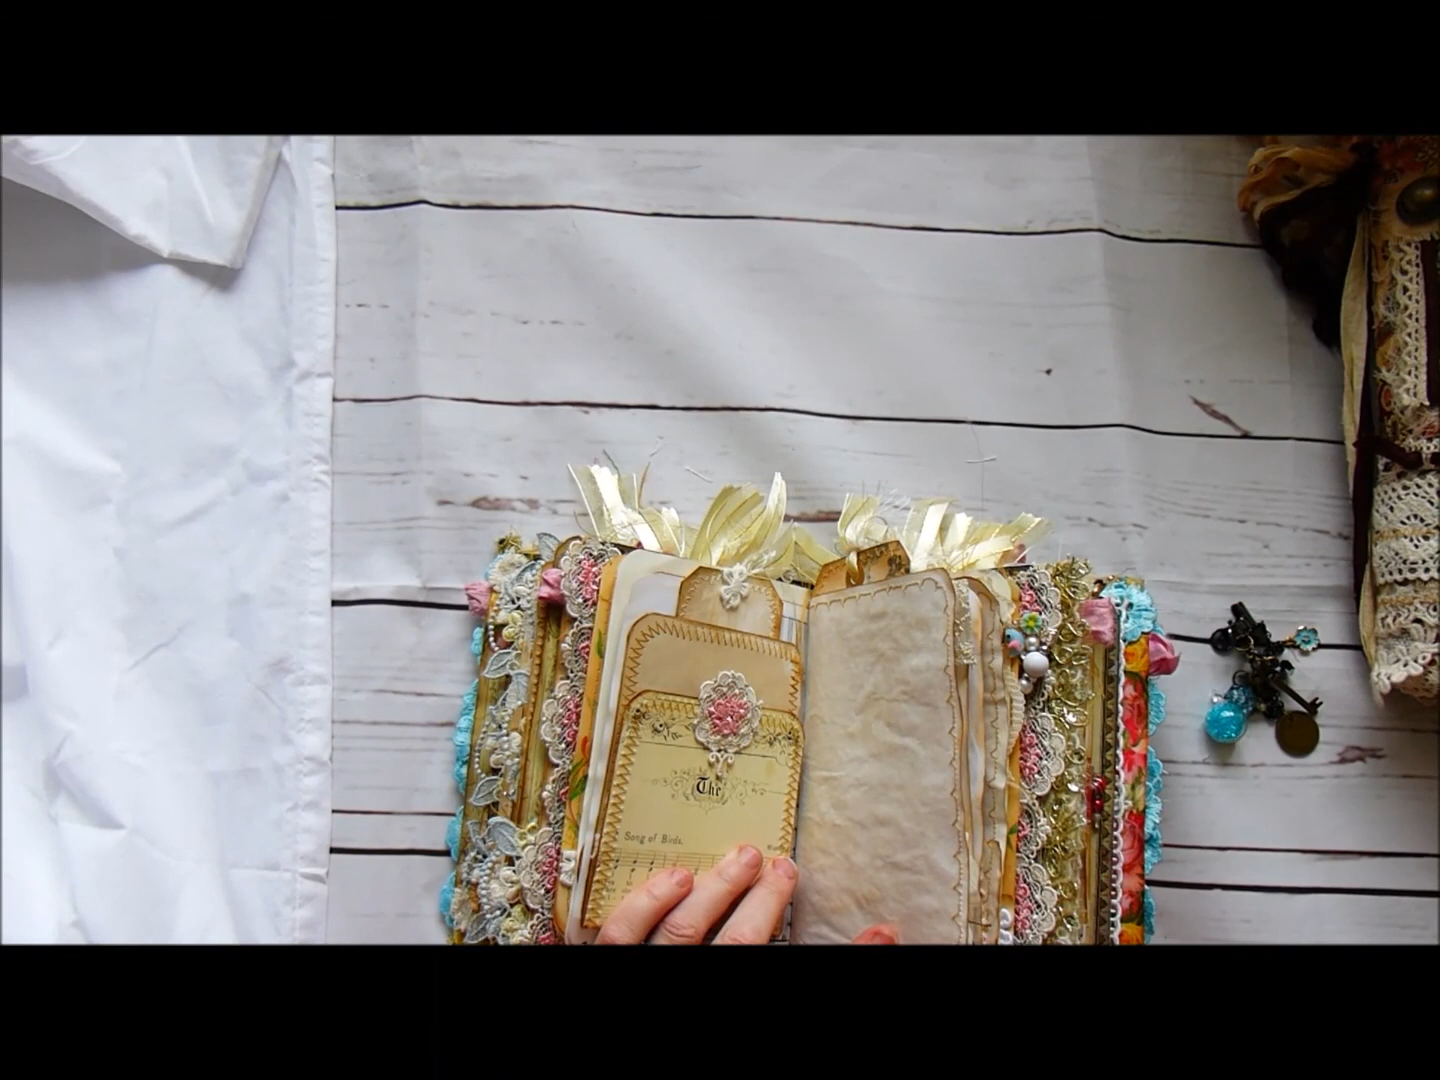 The
Song of Birds.